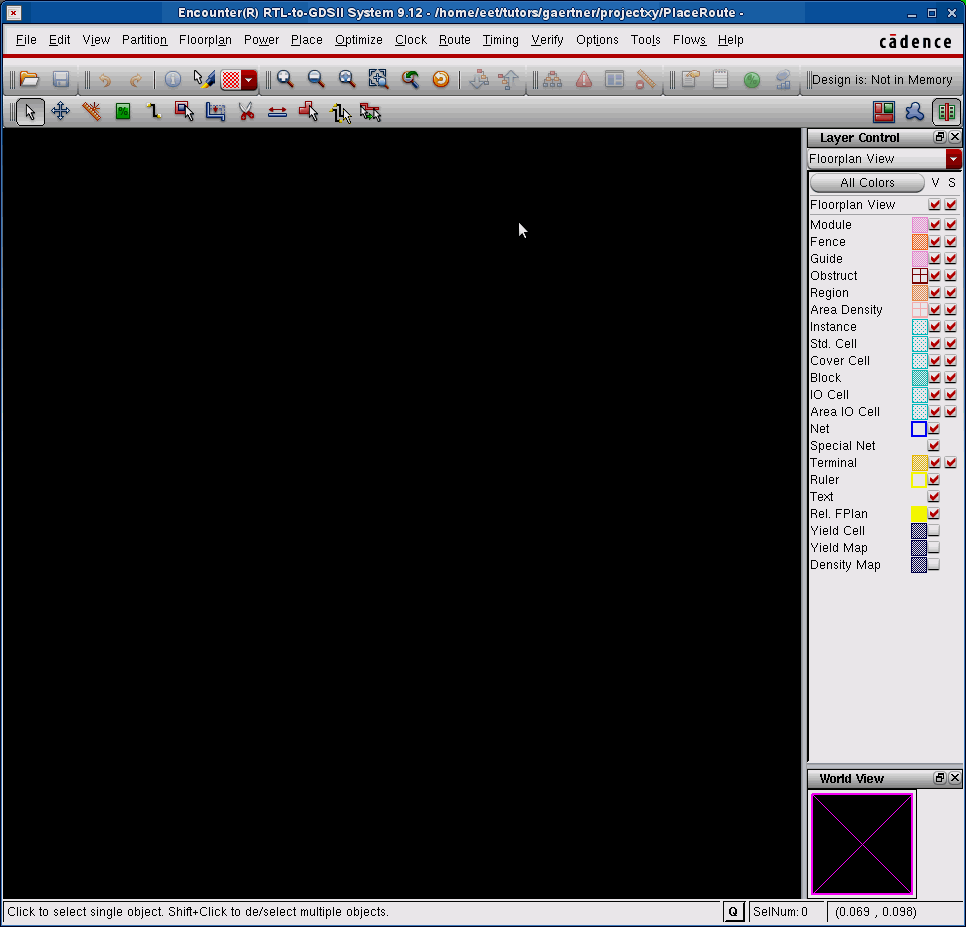 Encounter(R) RTL-to-GDSII System 9.12 - /home/eet/tutors/gaertner/projectxy/PlaceRoute -
File Edit View Partition Floorplan Power Place Optimize Clock Route Timing Verify Options Tools Flows Help
cādence
Design is: Not in Memory
Layer Control
Floorplan View
All Colors V S
Floorplan View
Module
Fence
Guide
Obstruct
Region
Area Density
Instance
Std. Cell
Cover Cell
Block
IO Cell
Area IO Cell
Net
Special Net
Terminal
Ruler
Text
Rel. FPlan
Yield Cell
Yield Map
Density Map
World View
Click to select single object. Shift+Click to de/select multiple objects.
Q
SelNum: 0
(0.069 , 0.098)